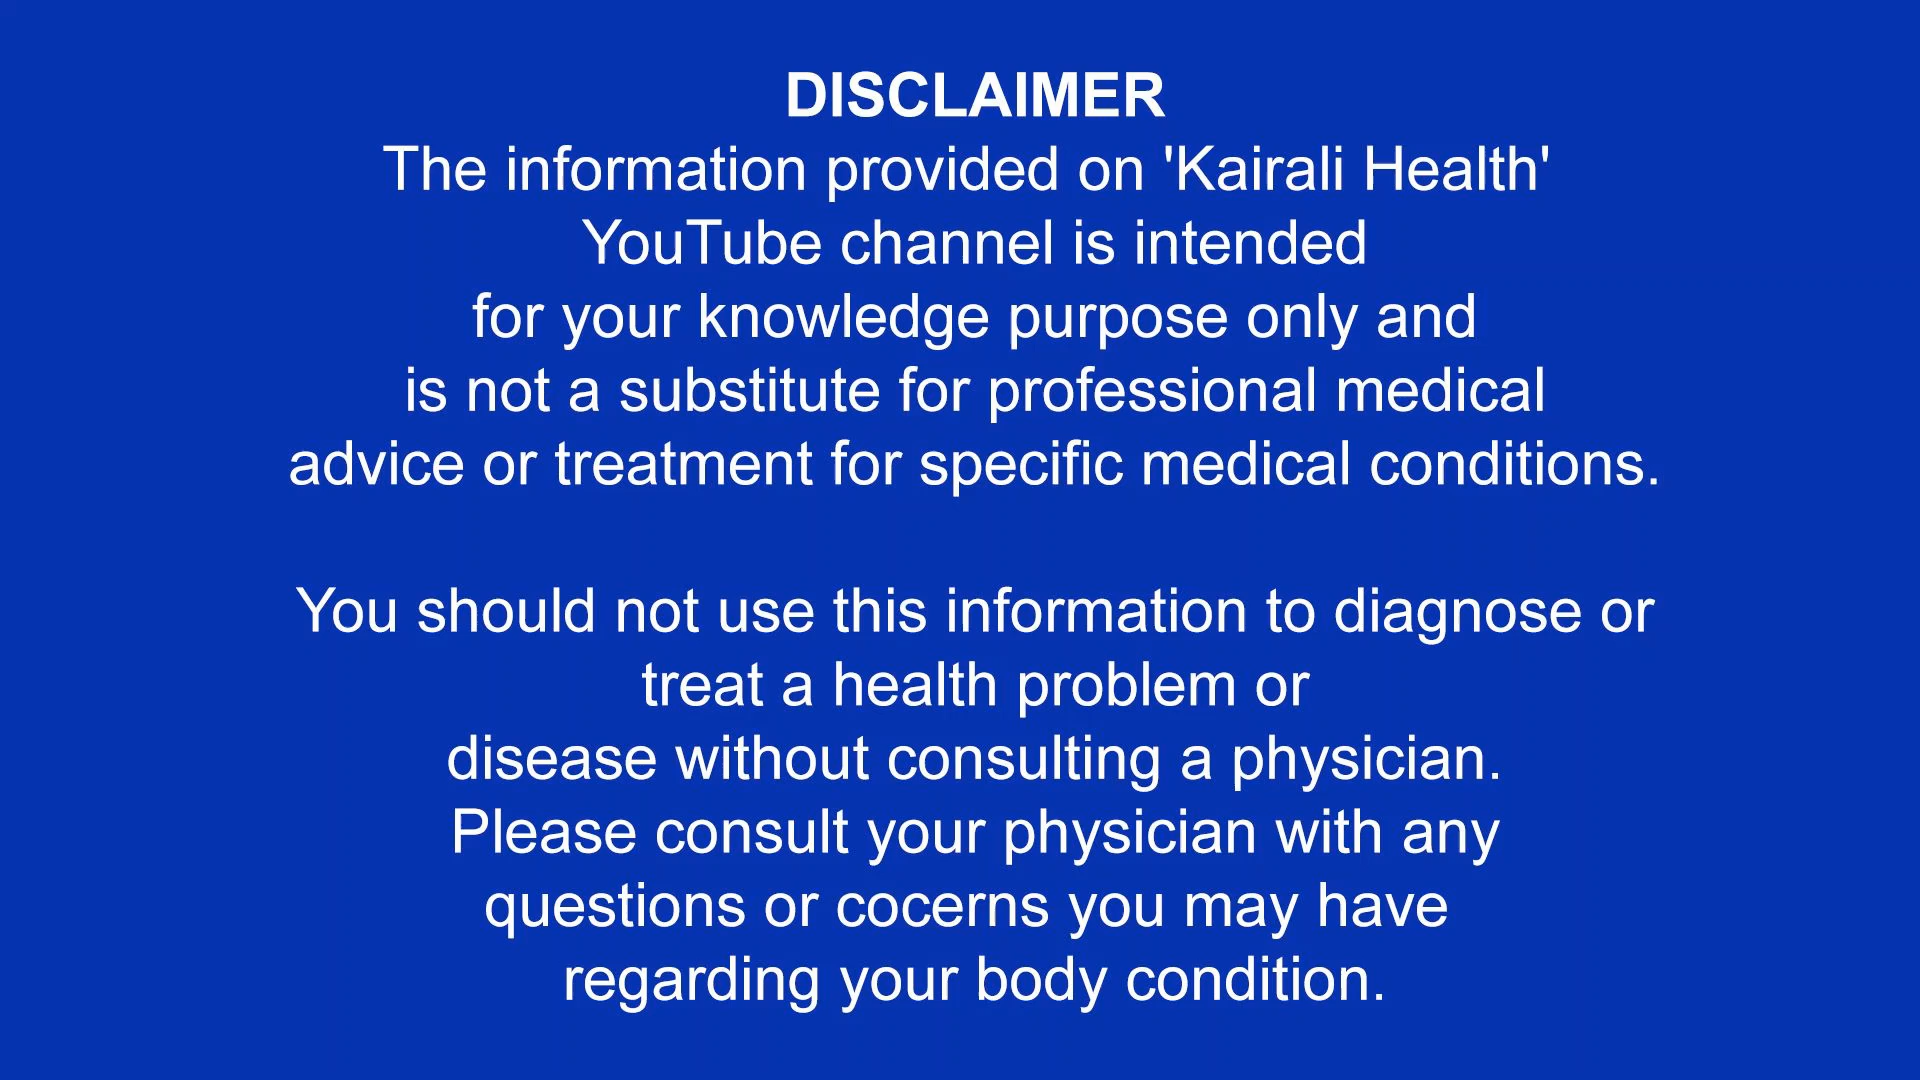 DISCLAIMER
The information provided on 'Kairali Health'
YouTube channel is intended
for your knowledge purpose only and
is not a substitute for professional medical
advice or treatment for specific medical conditions.
You should not use this information to diagnose or
treat a health problem or
disease without consulting a physician.
Please consult your physician with any
questions or cocerns you may have
regarding your body condition.